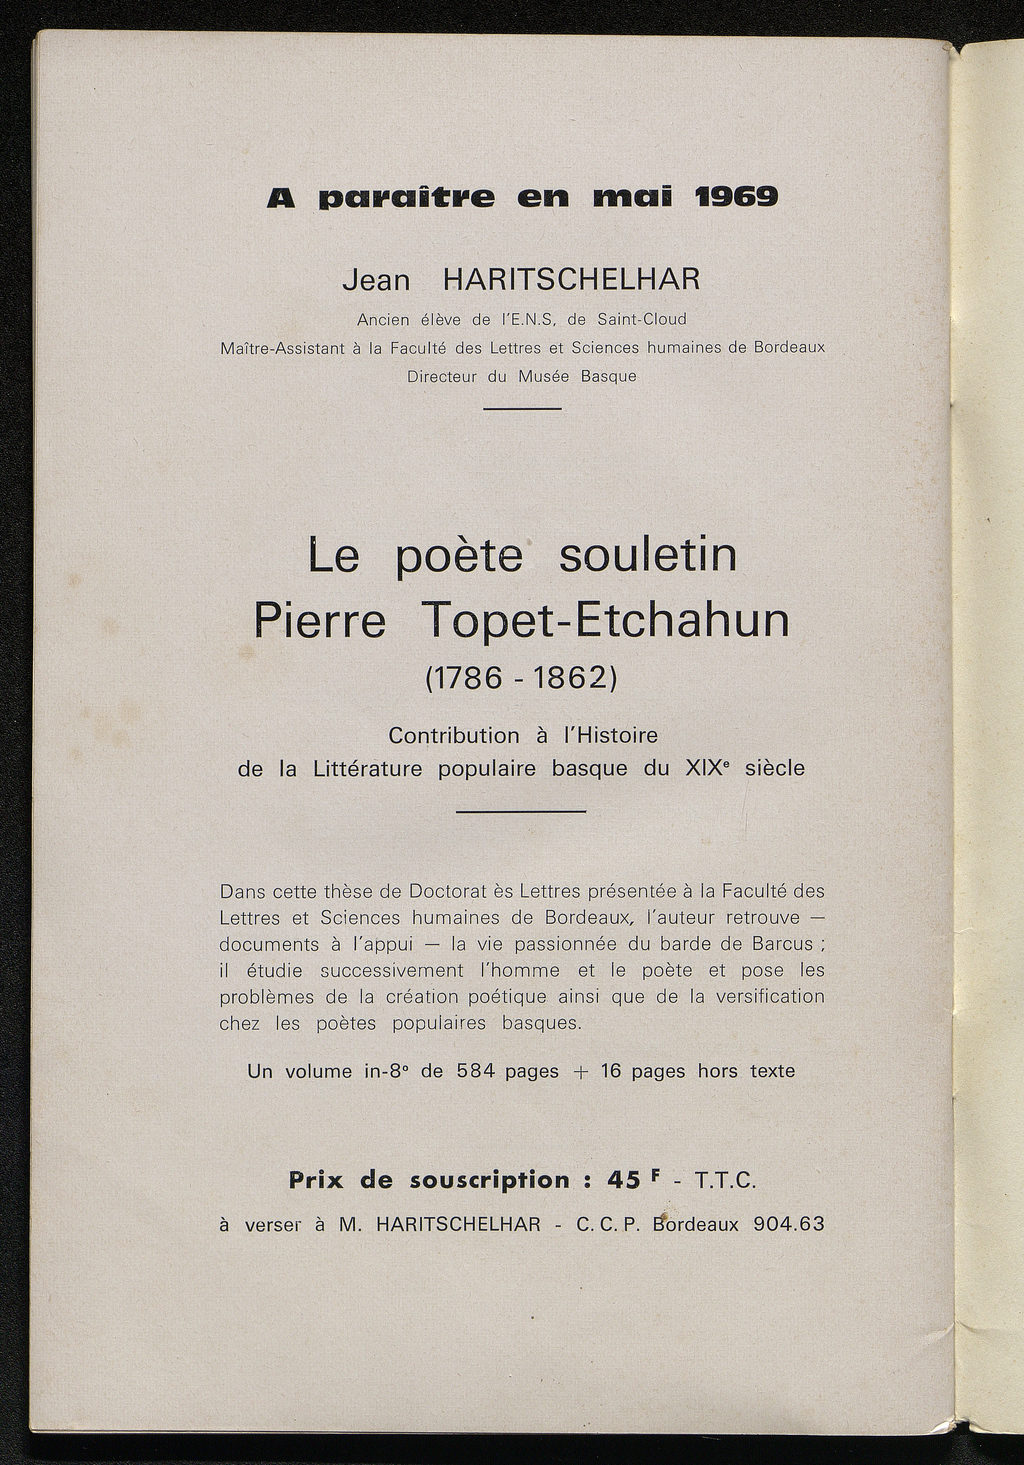 A paraître en mai 1969
Jean HARITSCHELHAR
Ancien élève de l'E.N.S, de Saint-Cloud
Maître-Assistant à la Faculté des Lettres et Sciences humaines de Bordeaux
Directeur du Musée Basque
Le poète souletin
Pierre Topet-Etchahun
(1786 - 1862)
Contribution à l'Histoire
de la Littérature populaire basque du XIXe siècle
Dans cette thèse de Doctorat ès Lettres présentée à la Faculté des
Lettres et Sciences humaines de Bordeaux, l'auteur retrouve —
documents à l'appui — la vie passionnée du barde de Barcus ;
il étudie successivement l'homme et le poète et pose les
problèmes de la création poétique ainsi que de la versification
chez les poètes populaires basques.
Un volume in-8° de 584 pages + 16 pages hors texte
Prix de souscription : 45 F - T.T.C.
à verser à M. HARITSCHELHAR - C. C. P. Bordeaux 904.63